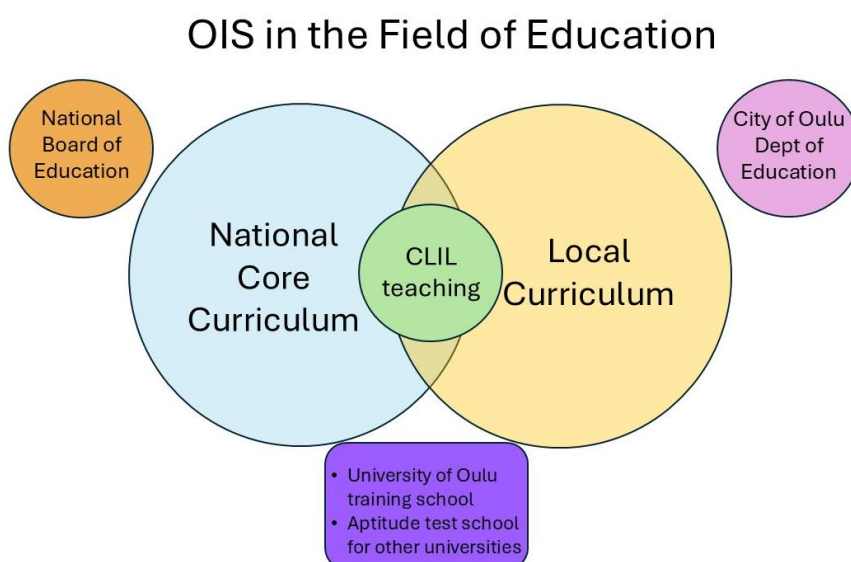 OIS in the Field of Education
National
Board of
Education
City of Oulu
Dept of
Education
National
Core
Curriculum
CLIL
teaching
Local
Curriculum
• University of Oulu
training school
• Aptitude test school
for other universities